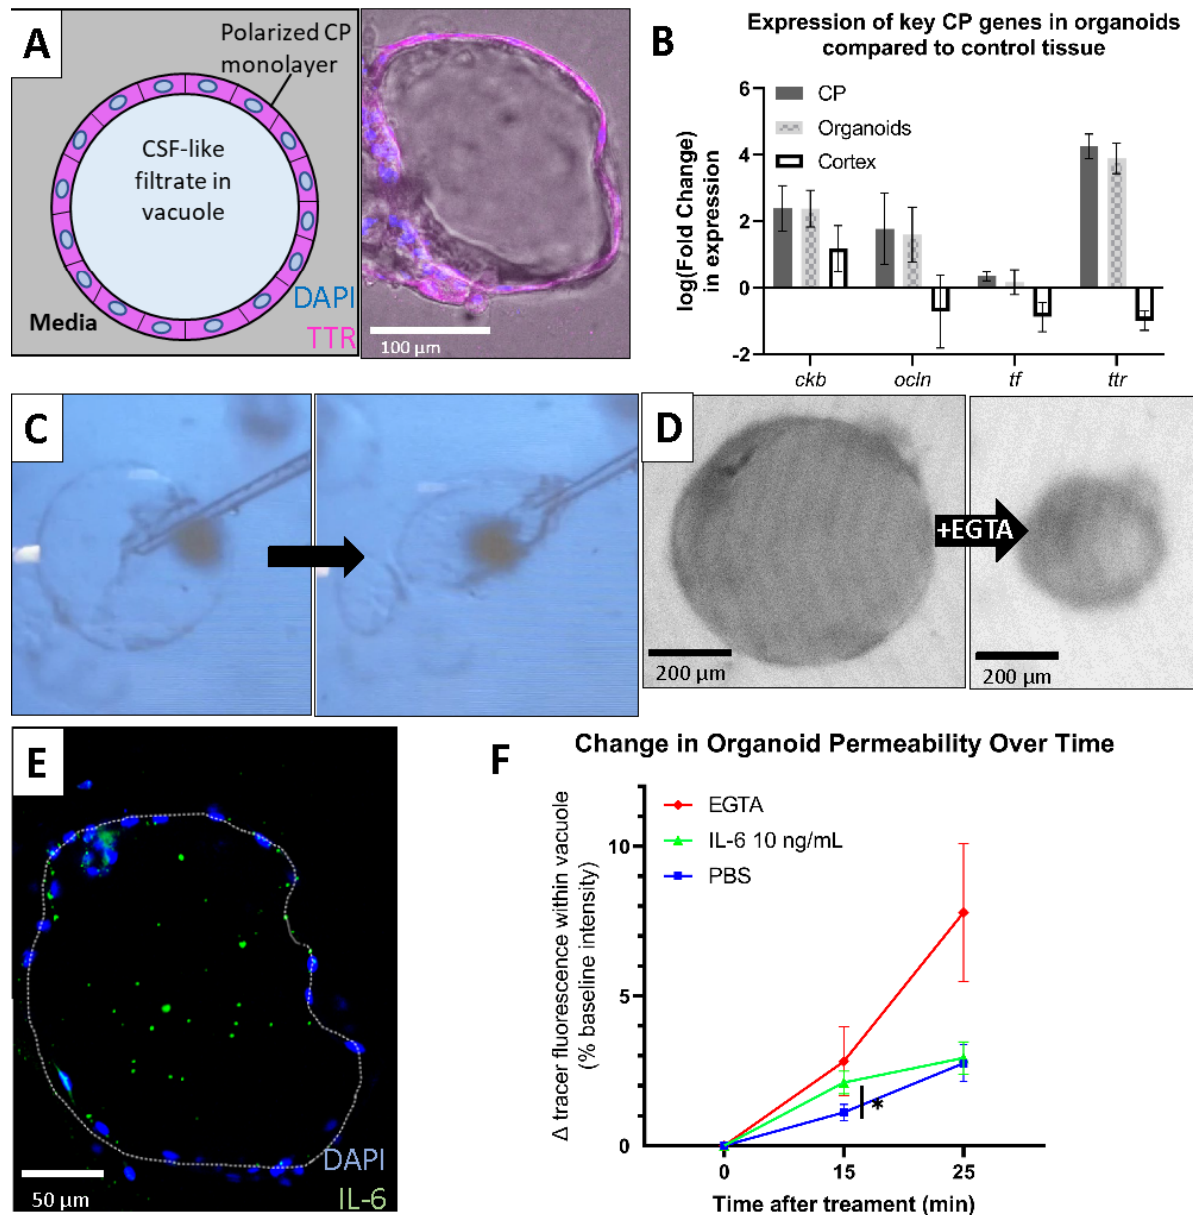 A
Polarized CP
monolayer
CSF-like
filtrate in
vacuole
DAPI
Media
TTR
100 µm
B
Expression of key CP genes in organoids
compared to control tissue
CP
Organoids
Cortex
log(Fold Change)
in expression
6
4
2
0
-2
ckb
ocln
tf
ttr
C
D
+EGTA
200 µm
200 µm
E
DAPI
IL-6
50 µm
F
Change in Organoid Permeability Over Time
EGTA
IL-6 10 ng/mL
PBS
Δ tracer fluorescence within vacuole
(% baseline intensity)
10
5
0
*
0
15
25
Time after treament (min)